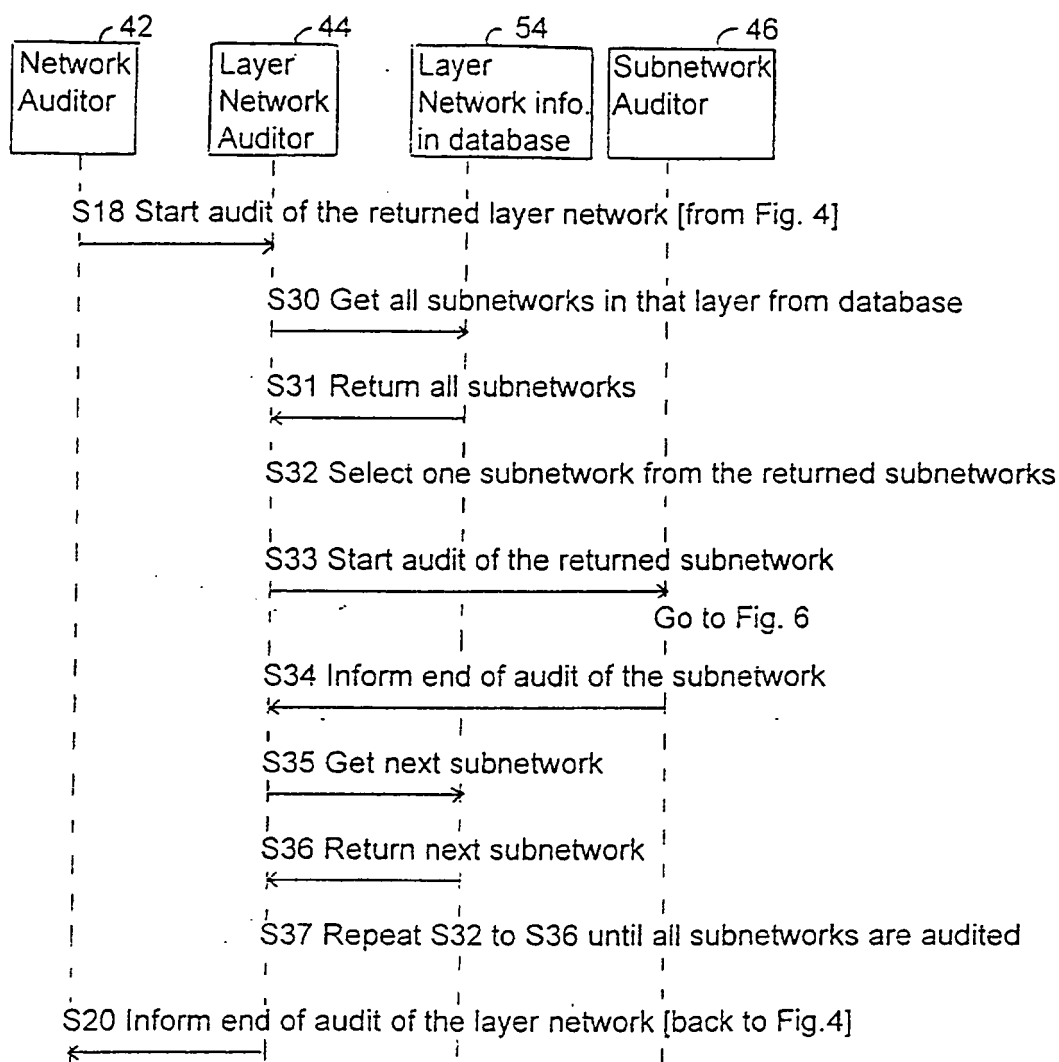 42
44
54
46
Network
Auditor
Layer
Network
Auditor
Layer
Network info.
in database
Subnetwork
Auditor
S18 Start audit of the returned layer network [from Fig. 4]
S30 Get all subnetworks in that layer from database
S31 Return all subnetworks
S32 Select one subnetwork from the returned subnetworks
S33 Start audit of the returned subnetwork
Go to Fig. 6
S34 Inform end of audit of the subnetwork
S35 Get next subnetwork
S36 Return next subnetwork
S37 Repeat S32 to S36 until all subnetworks are audited
S20 Inform end of audit of the layer network [back to Fig.4]